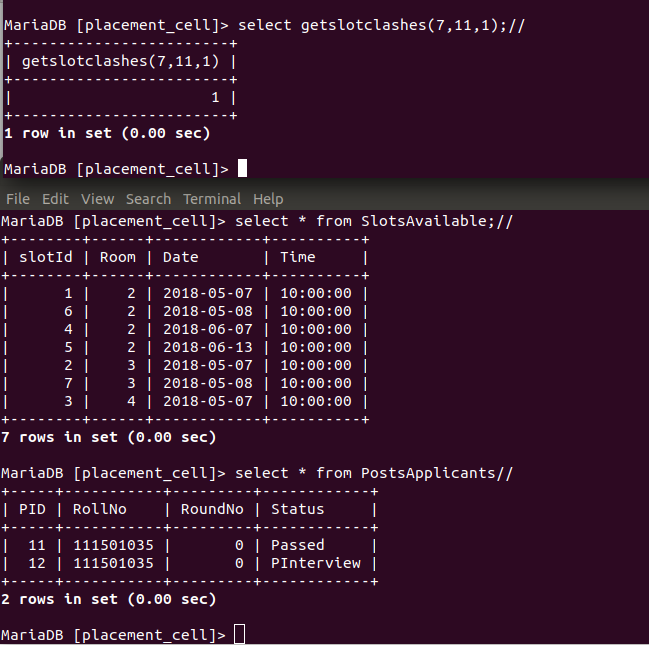 MariaDB [placement_cell]> select getslotclashes(7,11,1);//
+-----------------------+
| getslotclashes(7,11,1) |
+-----------------------+
|                      1 |
+-----------------------+
1 row in set (0.00 sec)
MariaDB [placement_cell]>
File Edit View Search Terminal Help
MariaDB [placement_cell]> select * from SlotsAvailable;//
+--------+------+------------+----------+
| slotId | Room | Date       | Time     |
+--------+------+------------+----------+
|      1 |    2 | 2018-05-07 | 10:00:00 |
|      6 |    2 | 2018-05-08 | 10:00:00 |
|      4 |    2 | 2018-06-07 | 10:00:00 |
|      5 |    2 | 2018-06-13 | 10:00:00 |
|      2 |    3 | 2018-05-07 | 10:00:00 |
|      7 |    3 | 2018-05-08 | 10:00:00 |
|      3 |    4 | 2018-05-07 | 10:00:00 |
+--------+------+------------+----------+
7 rows in set (0.00 sec)
MariaDB [placement_cell]> select * from PostsApplicants//
+-----+-----------+---------+------------+
| PID | RollNo    | RoundNo | Status     |
+-----+-----------+---------+------------+
|  11 | 111501035 |       0 | Passed     |
|  12 | 111501035 |       0 | PInterview |
+-----+-----------+---------+------------+
2 rows in set (0.00 sec)
MariaDB [placement_cell]>